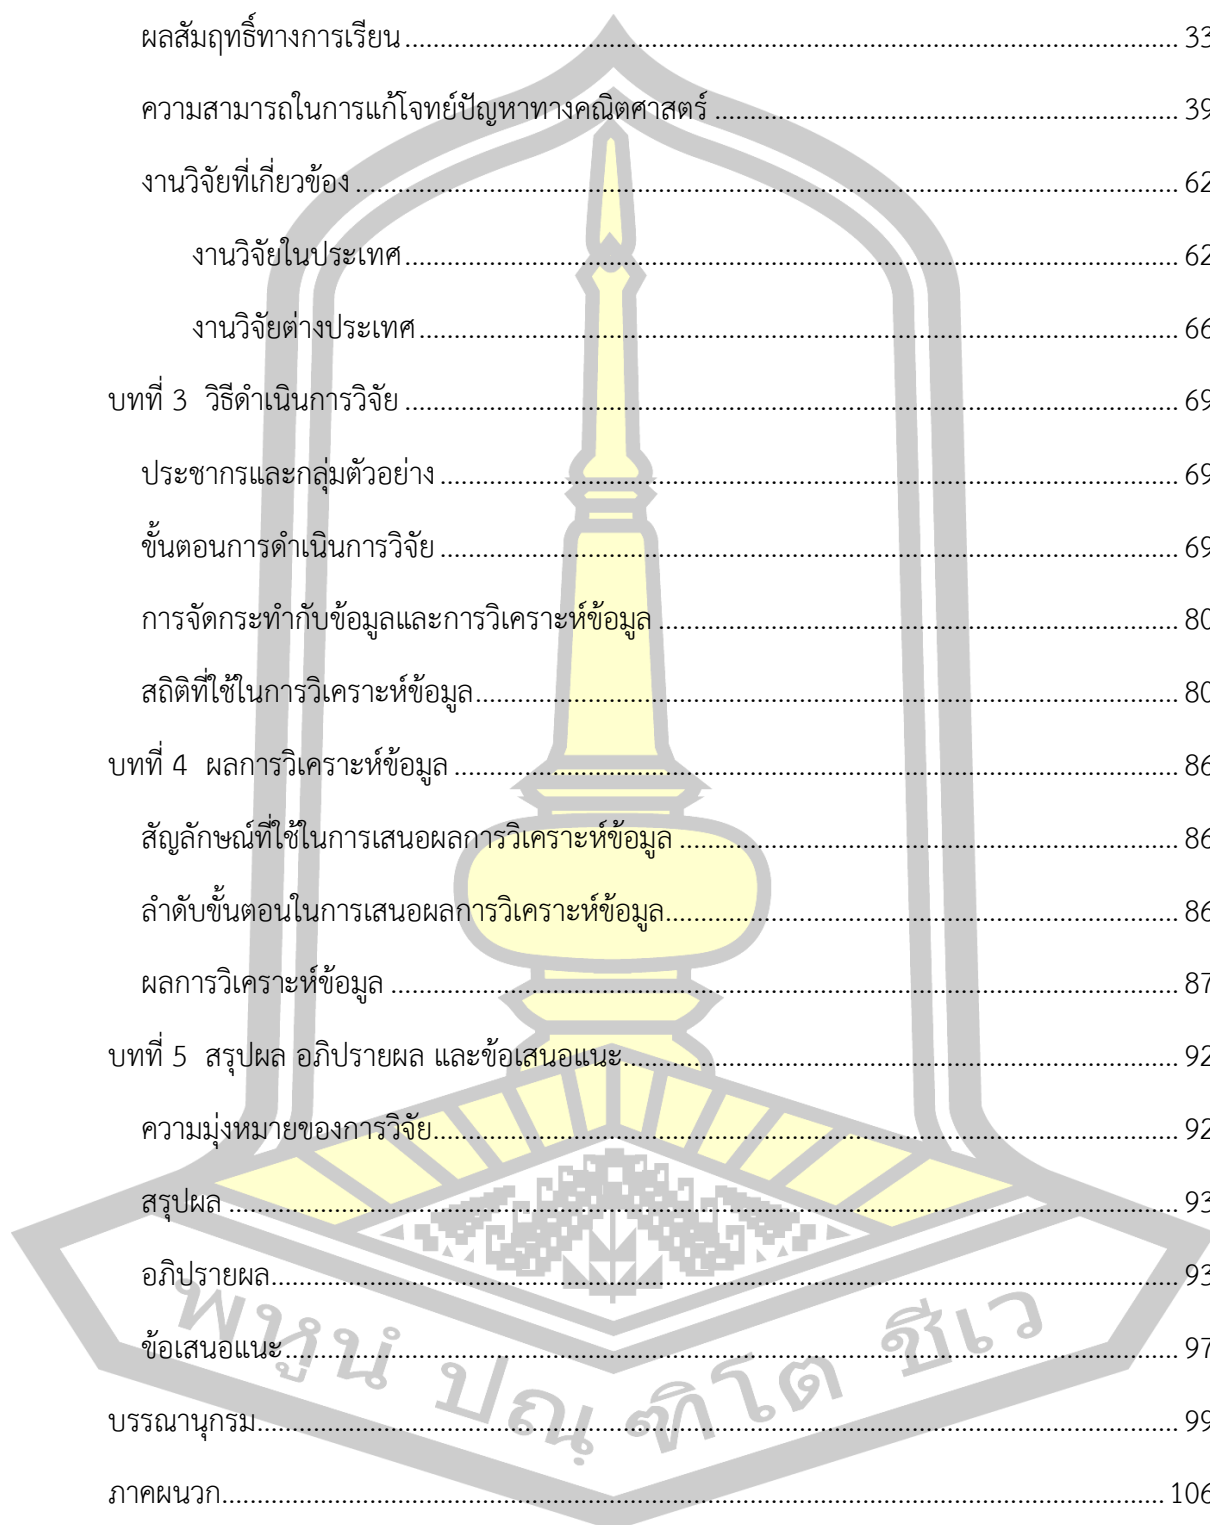 ผลสัมฤทธิ์ทางการเรียน 33
ความสามารถในการแก้โจทย์ปัญหาทางคณิตศาสตร์ 39
งานวิจัยที่เกี่ยวข้อง 62
งานวิจัยในประเทศ 62
งานวิจัยต่างประเทศ 66
บทที่ 3 วิธีดำเนินการวิจัย 69
ประชากรและกลุ่มตัวอย่าง 69
ขั้นตอนการดำเนินการวิจัย 69
การจัดกระทำกับข้อมูลและการวิเคราะห์ข้อมูล 80
สถิติที่ใช้ในการวิเคราะห์ข้อมูล 80
บทที่ 4 ผลการวิเคราะห์ข้อมูล 86
สัญลักษณ์ที่ใช้ในการเสนอผลการวิเคราะห์ข้อมูล 86
ลำดับขั้นตอนในการเสนอผลการวิเคราะห์ข้อมูล 86
ผลการวิเคราะห์ข้อมูล 87
บทที่ 5 สรุปผล อภิปรายผล และข้อเสนอแนะ 92
ความมุ่งหมายของการวิจัย 92
สรุปผล 93
อภิปรายผล 93
ข้อเสนอแนะ 97
บรรณานุกรม 99
ภาคผนวก 106
พหูนํ ปณฺฑิโต ชีเว